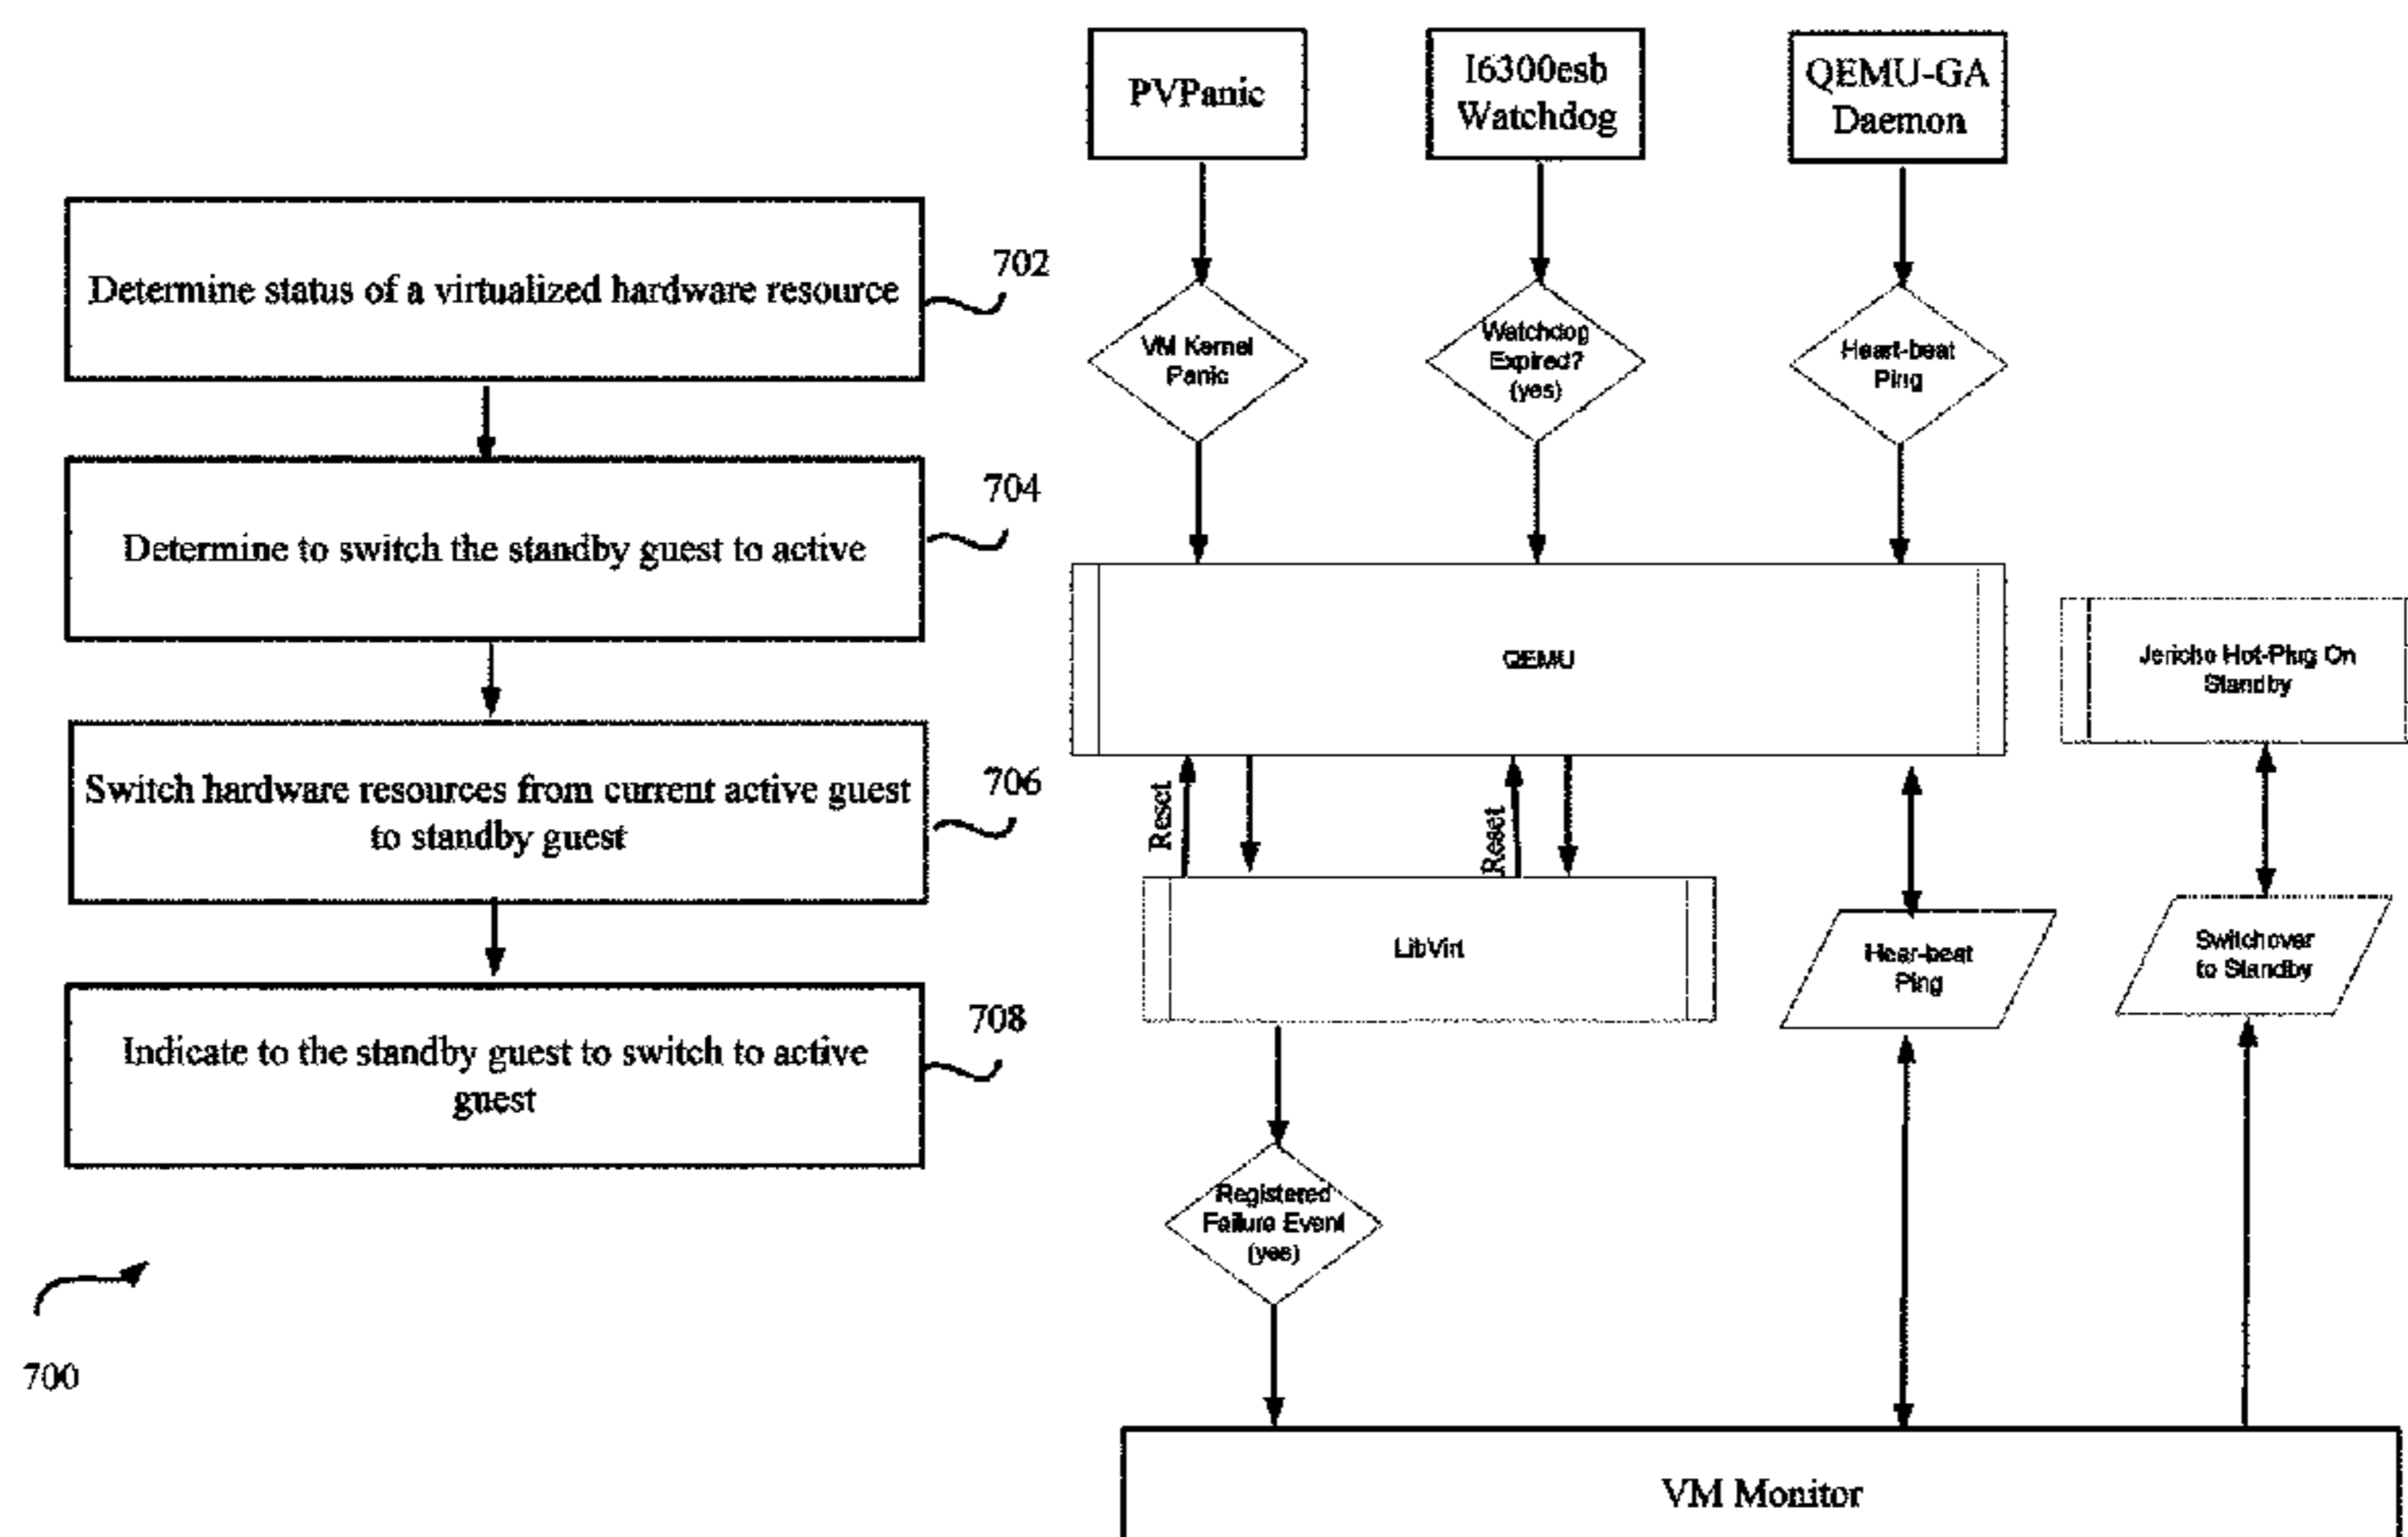 Determine status of a virtualized hardware resource
702
Determine to switch the standby guest to active
704
Switch hardware resources from current active guest
to standby guest
706
Indicate to the standby guest to switch to active
guest
708
700
PVPanic
I6300esb
Watchdog
QEMU-GA
Daemon
VM Kernel
Panic
Watchdog
Expired?
(yes)
Heart-beat
Ping
QEMU
Jericho Hot-Plug On
Standby
Reset
Reset
LibVirt
Hear-beat
Ping
Switchover
to Standby
Registered
Failure Event
(yes)
VM Monitor